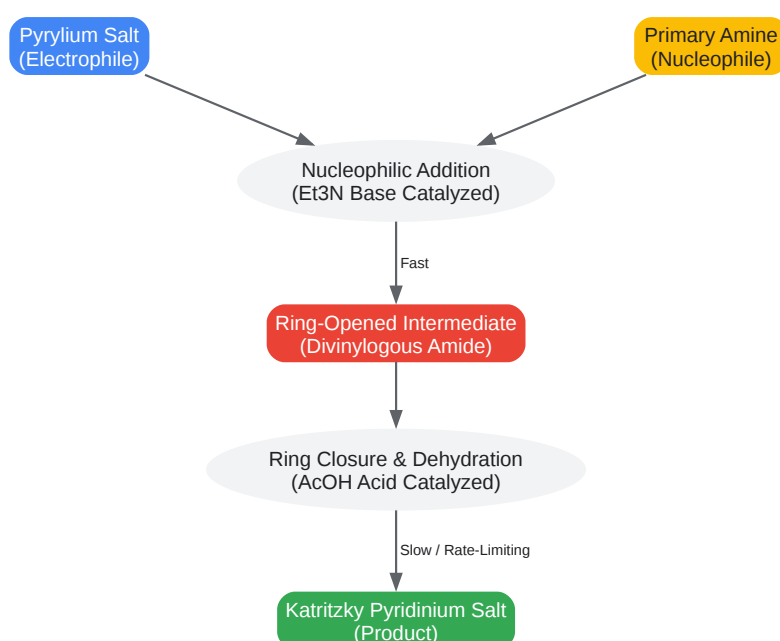 Pyrylium Salt
(Electrophile)
Primary Amine
(Nucleophile)
Nucleophilic Addition
(Et3N Base Catalyzed)
Fast
Ring-Opened Intermediate
(Divinylogous Amide)
Ring Closure & Dehydration
(AcOH Acid Catalyzed)
Slow / Rate-Limiting
Katritzky Pyridinium Salt
(Product)